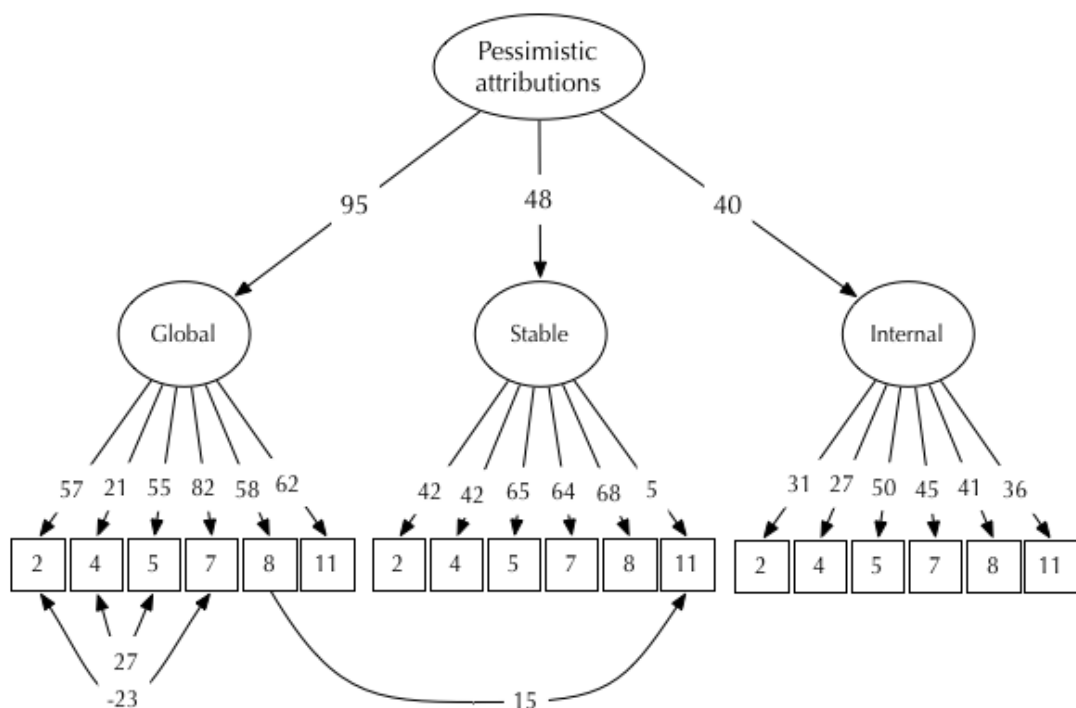 Pessimistic
attributions
95
48
40
Global
Stable
Internal
57 21 55 82 58 62
42 42 65 64 68 5
31 27 50 45 41 36
2 4 5 7 8 11
2 4 5 7 8 11
2 4 5 7 8 11
27
-23
15